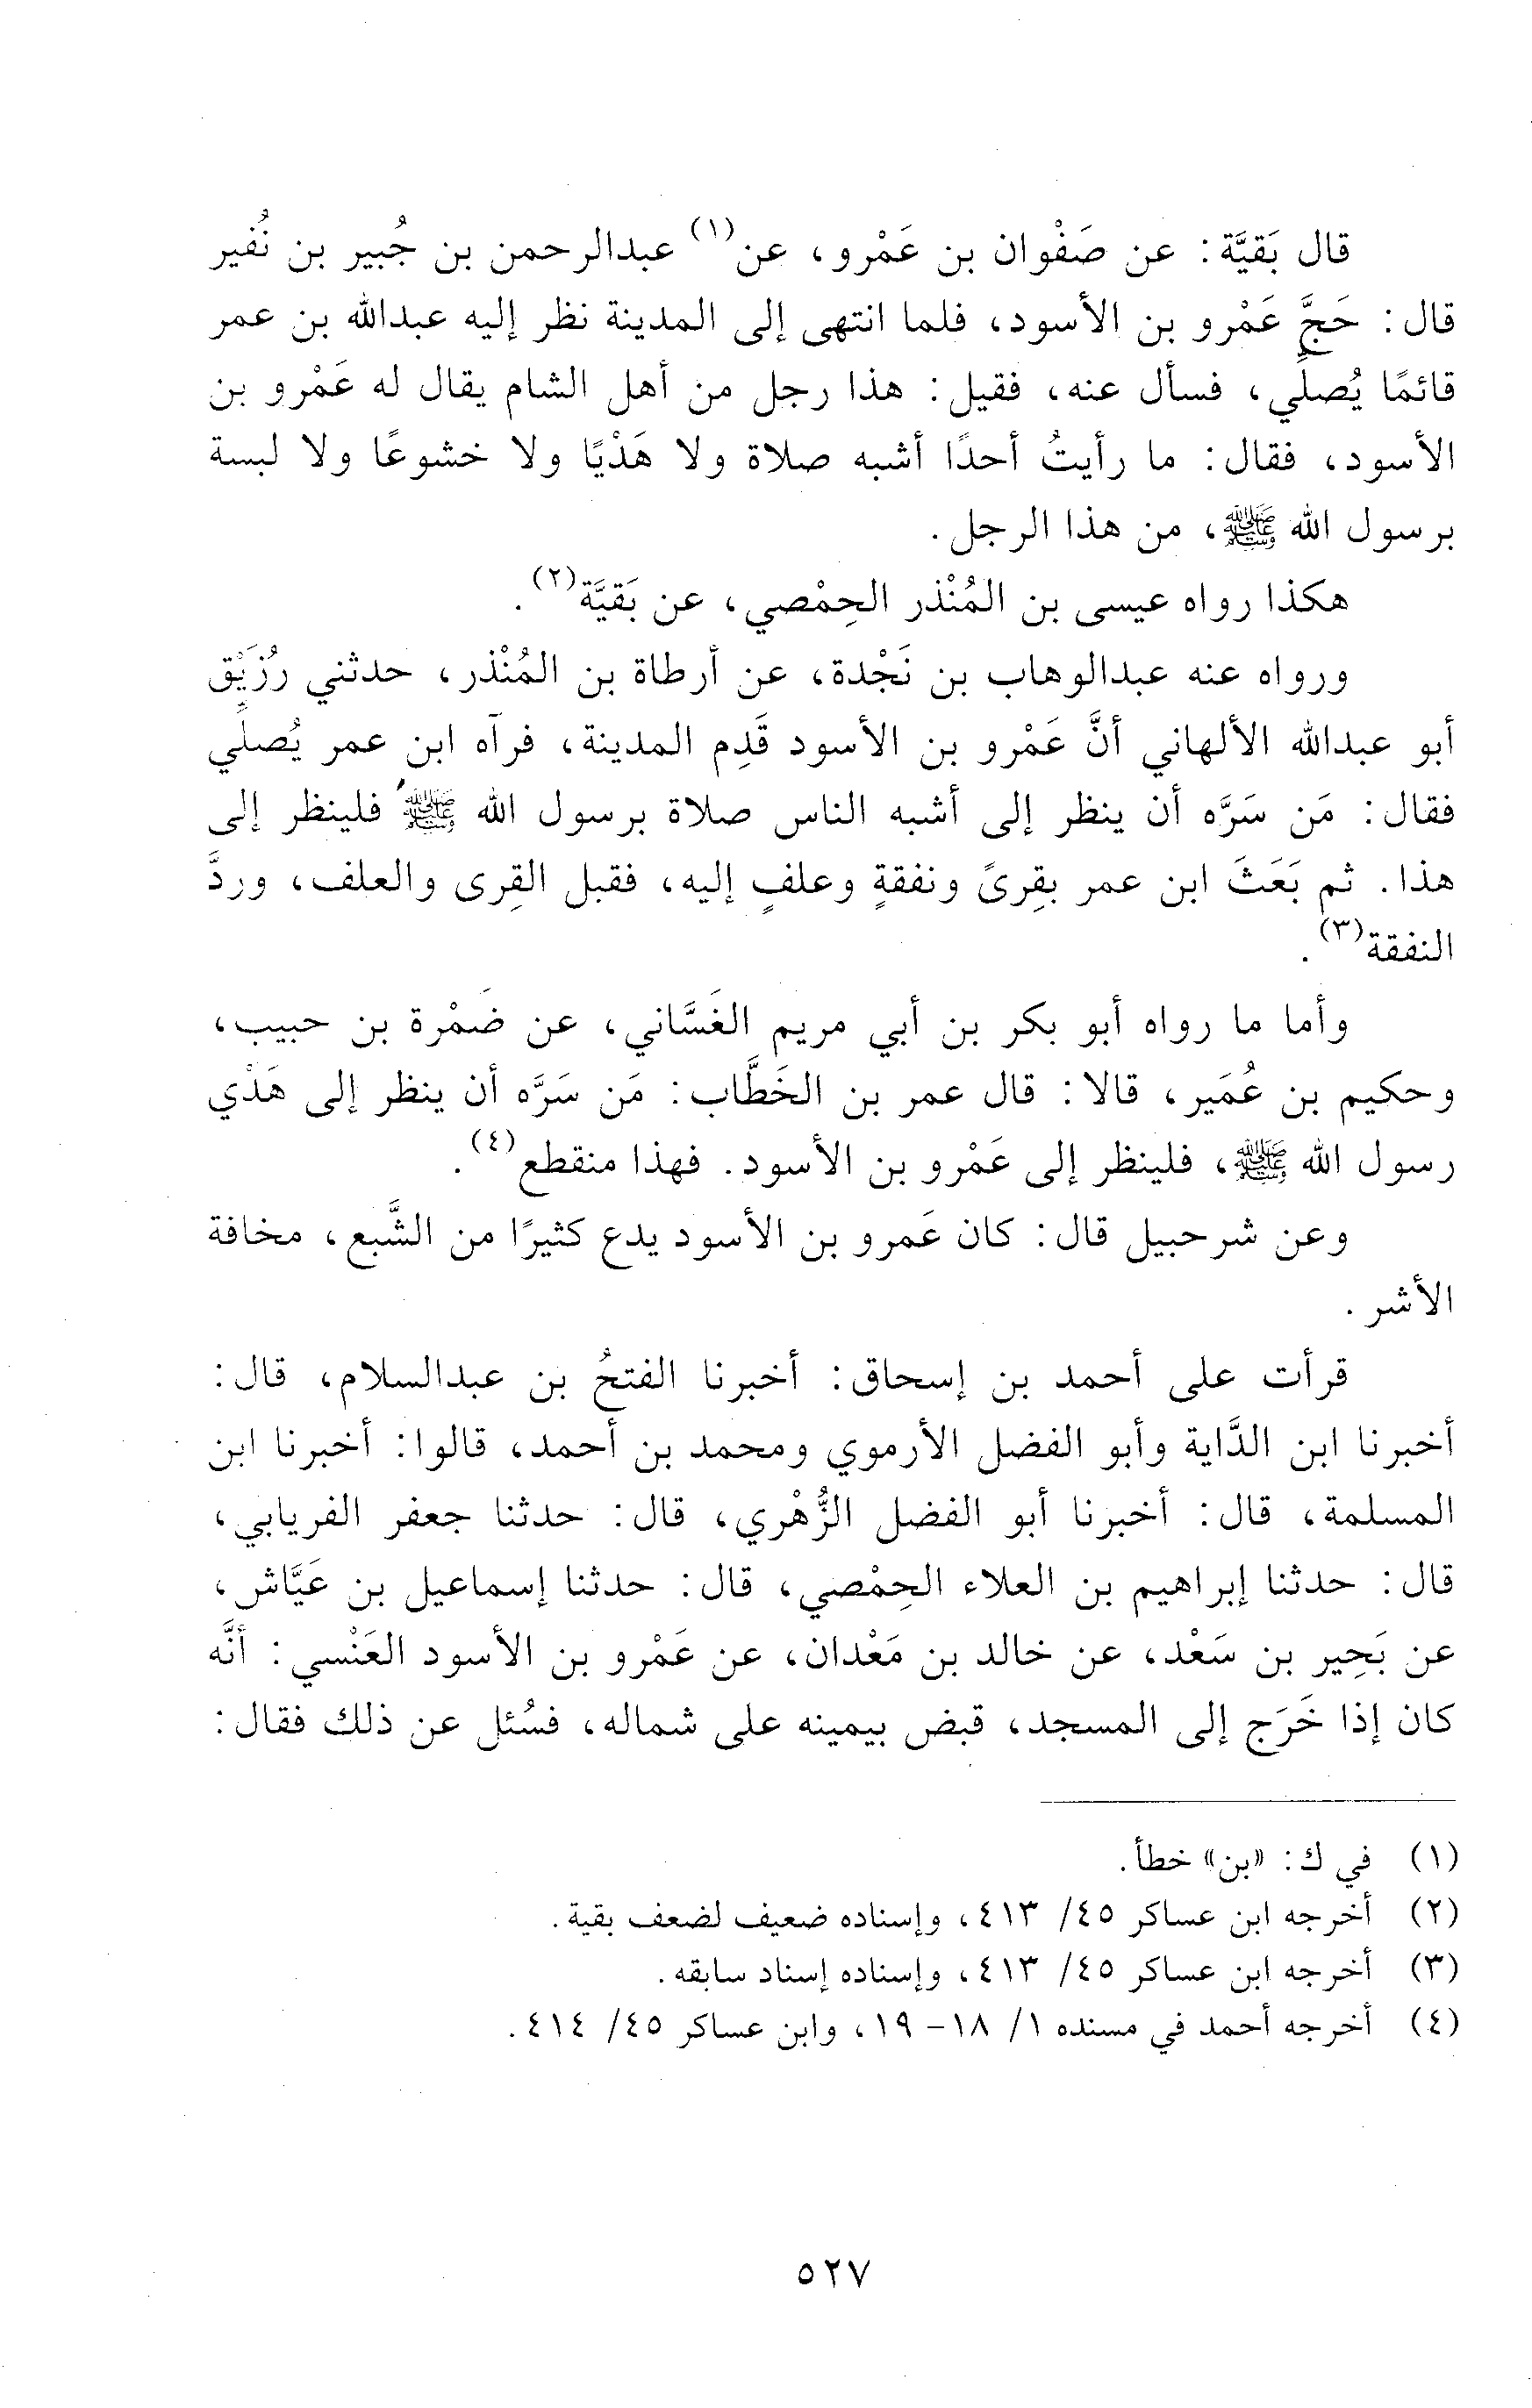 قال بَقيَّة: عن صَفْوان بن عَمْرو، عن(١) عبدالرحمن بن جُبير بن نُفير
قال: حَجَّ عَمْرو بن الأسود، فلما انتهى إلى المدينة نظر إليه عبدالله بن عمر
قائمًا يُصلِّي، فسأل عنه، فقيل: هذا رجل من أهل الشام يقال له عَمْرو بن
الأسود، فقال: ما رأيتُ أحدًا أشبه صلاة ولا هَدْيًا ولا خشوعًا ولا لبسة
برسول الله ﷺ، من هذا الرجل.
هكذا رواه عيسى بن المُنْذر الحِمْصي، عن بَقيَّة(٢).
ورواه عنه عبدالوهاب بن نَجْدة، عن أرطاة بن المُنْذر، حدثني رُزَيْق
أبو عبدالله الألهاني أنَّ عَمْرو بن الأسود قَدِم المدينة، فرآه ابن عمر يُصلِّي
فقال: مَن سَرَّه أن ينظر إلى أشبه الناس صلاة برسول الله ﷺ فلينظر إلى
هذا. ثم بَعَثَ ابن عمر بقِرىً ونفقةٍ وعلفٍ إليه، فقبل القِرى والعلف، وردَّ
النفقة(٣).
وأما ما رواه أبو بكر بن أبي مريم الغَسَّاني، عن ضَمْرة بن حبيب،
وحكيم بن عُمَير، قالا: قال عمر بن الخَطَّاب: مَن سَرَّه أن ينظر إلى هَدْي
رسول الله ﷺ، فلينظر إلى عَمْرو بن الأسود. فهذا منقطع(٤).
وعن شرحبيل قال: كان عَمرو بن الأسود يدع كثيرًا من الشَّبع، مخافة
الأشر.
قرأت على أحمد بن إسحاق: أخبرنا الفتحُ بن عبدالسلام، قال:
أخبرنا ابن الدَّاية وأبو الفضل الأرموي ومحمد بن أحمد، قالوا: أخبرنا ابن
المسلمة، قال: أخبرنا أبو الفضل الزُّهْري، قال: حدثنا جعفر الفريابي،
قال: حدثنا إبراهيم بن العلاء الحِمْصي، قال: حدثنا إسماعيل بن عَيَّاش،
عن بَحِير بن سَعْد، عن خالد بن مَعْدان، عن عَمْرو بن الأسود العَنْسي: أنَّه
كان إذا خَرَج إلى المسجد، قبض بيمينه على شماله، فسُئل عن ذلك فقال:
(١) في ك: «بن» خطأ.
(٢) أخرجه ابن عساكر ٤٥/ ٤١٣، وإسناده ضعيف لضعف بقية.
(٣) أخرجه ابن عساكر ٤٥/ ٤١٣، وإسناده إسناد سابقه.
(٤) أخرجه أحمد في مسنده ١/ ١٨- ١٩، وابن عساكر ٤٥/ ٤١٤.
٥٢٧